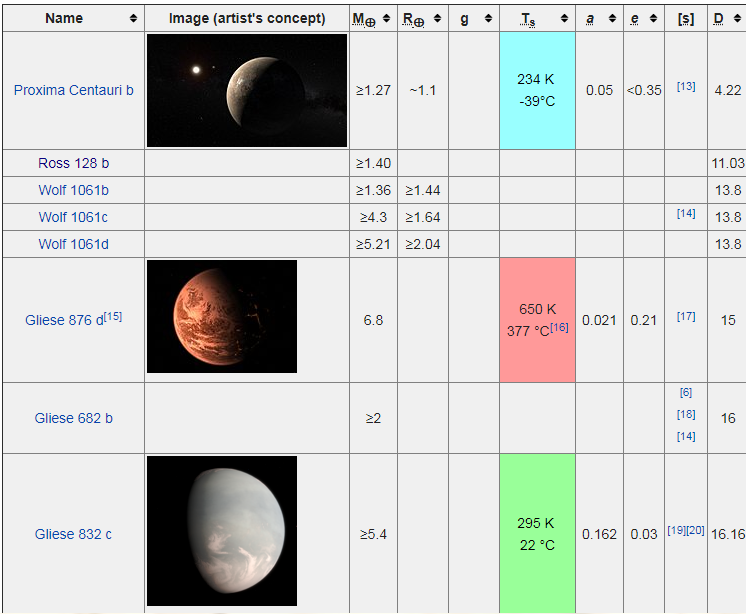 Name Image (artist's concept) M⊕ R⊕ g Ts a e [s] D
Proxima Centauri b ≥1.27 ~1.1 234 K -39°C 0.05 <0.35 [13] 4.22
Ross 128 b ≥1.40 11.03
Wolf 1061b ≥1.36 ≥1.44 13.8
Wolf 1061c ≥4.3 ≥1.64 [14] 13.8
Wolf 1061d ≥5.21 ≥2.04 13.8
Gliese 876 d[15] 6.8 650 K 377 °C[16] 0.021 0.21 [17] 15
Gliese 682 b ≥2 [6] [18] [14] 16
Gliese 832 c ≥5.4 295 K 22 °C 0.162 0.03 [19][20] 16.16